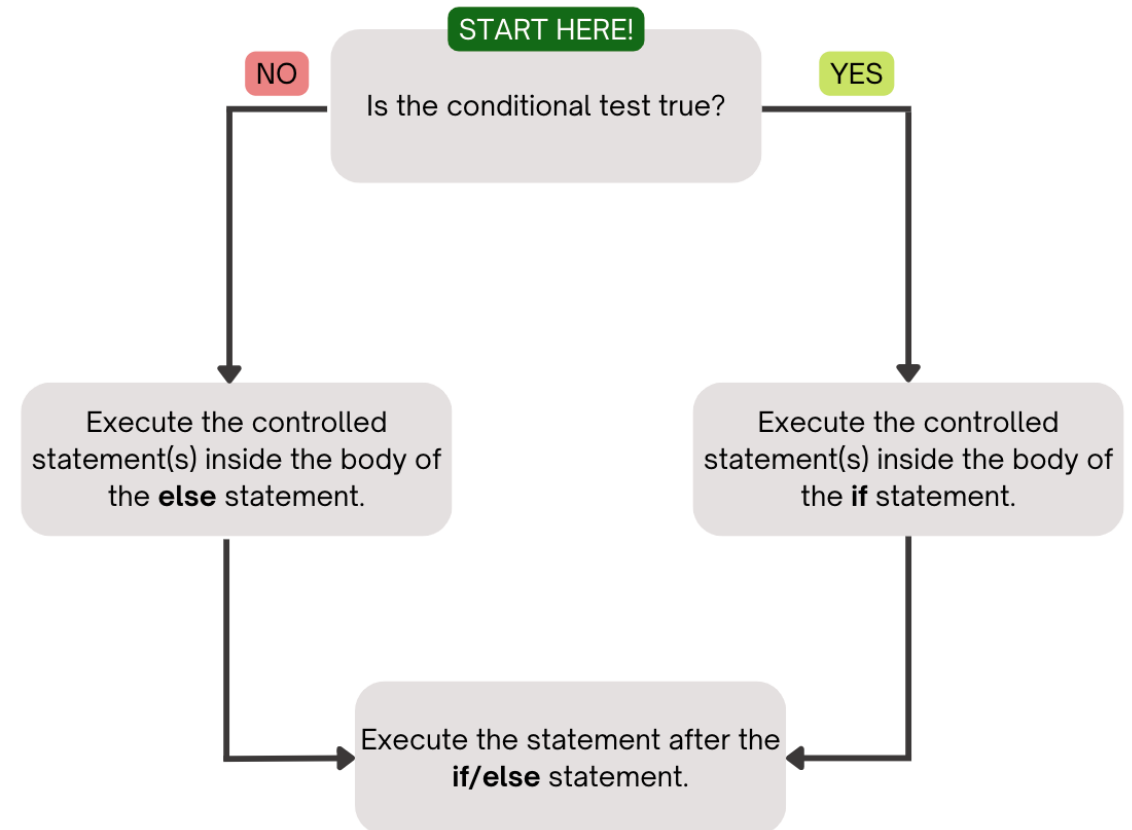 START HERE!
NO
YES
Is the conditional test true?
Execute the controlled
statement(s) inside the body of
the else statement.
Execute the controlled
statement(s) inside the body of
the if statement.
Execute the statement after the
if/else statement.